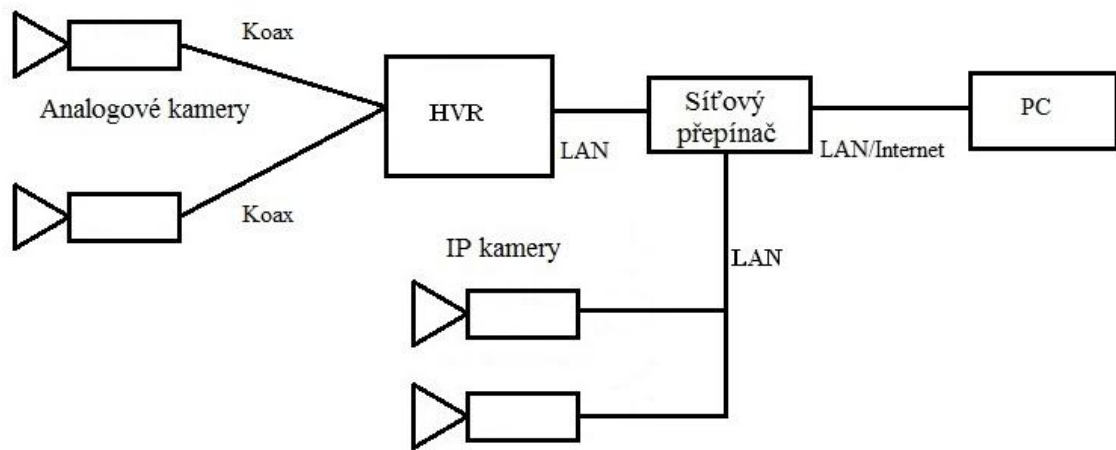 Koax
Analogové kamery
Koax
HVR
LAN
Síťový
přepínač
LAN/Internet
PC
IP kamery
LAN